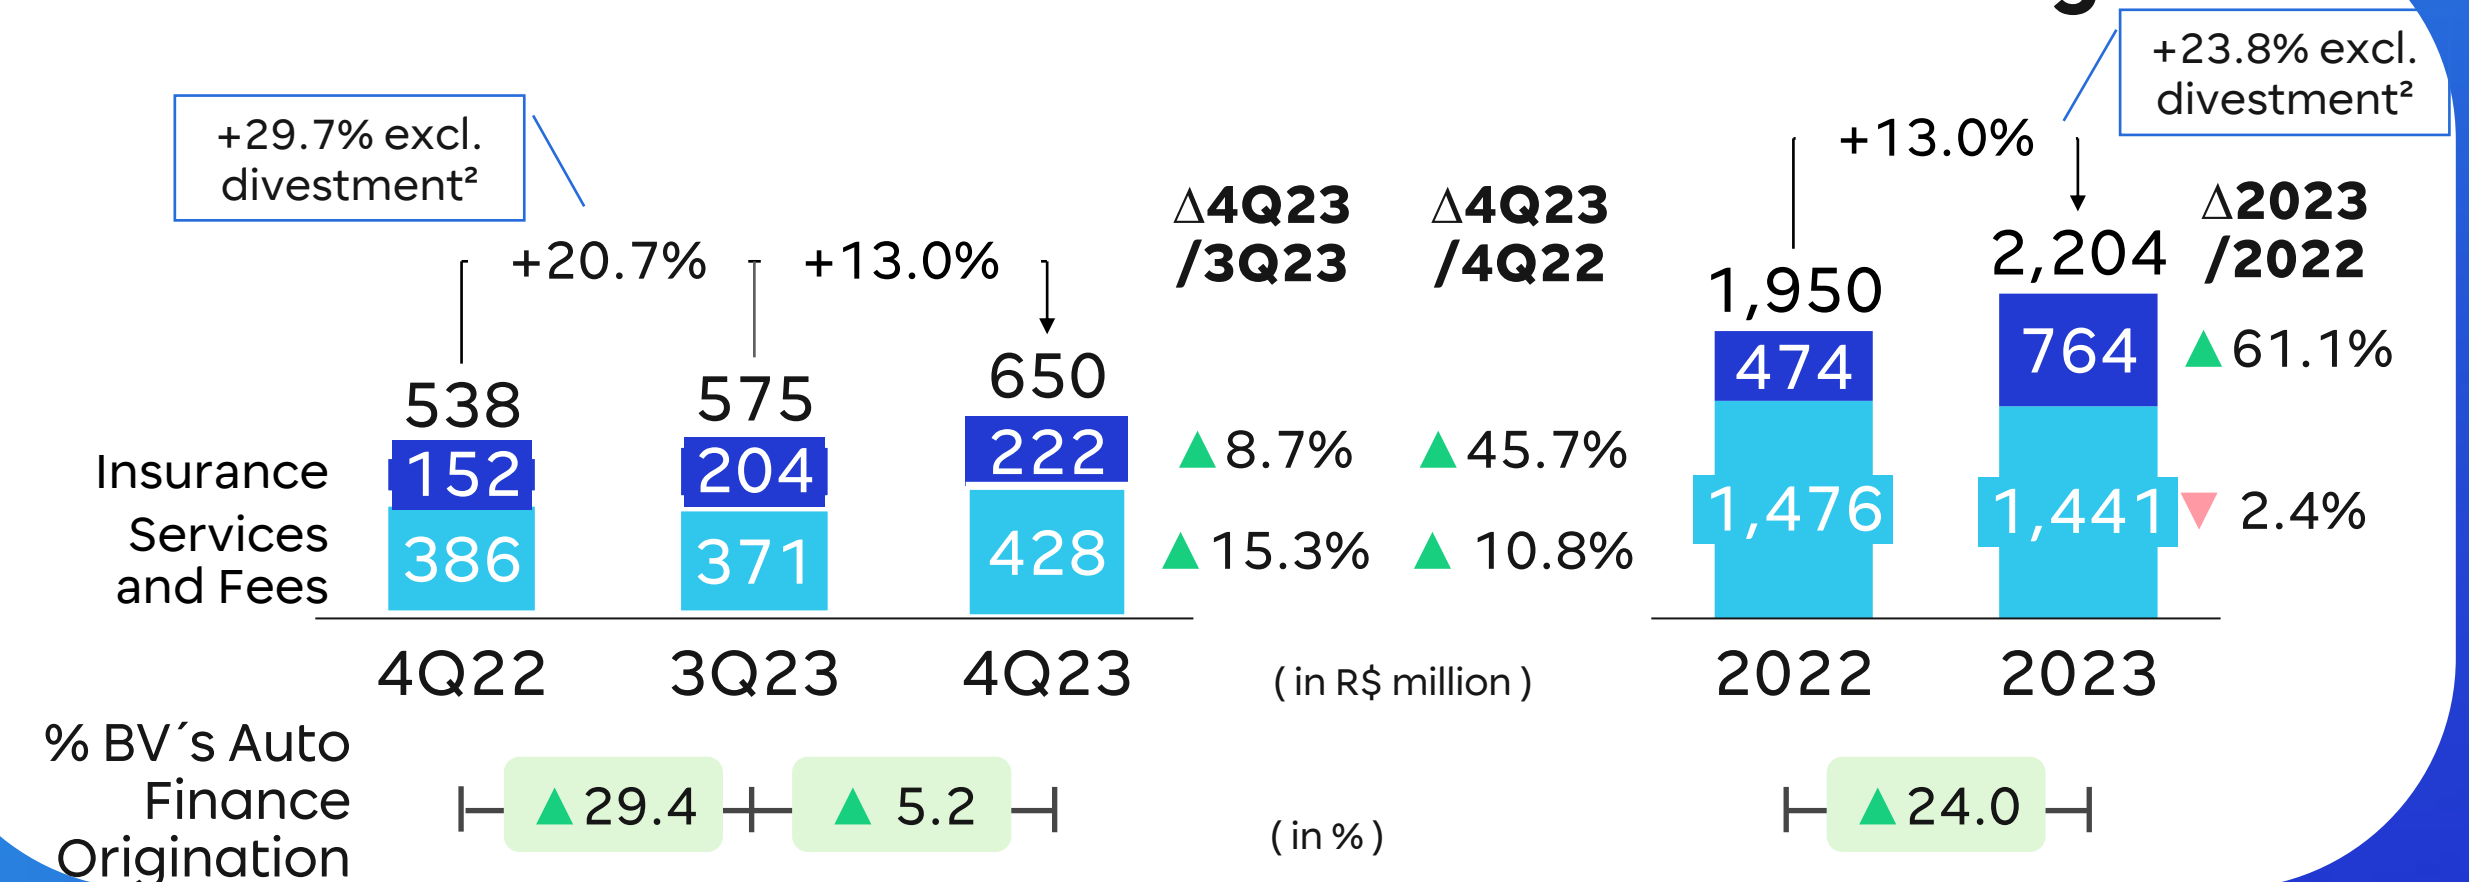 +23.8% excl.
divestment²
+29.7% excl.
divestment²
+20.7% +13.0%
+13.0%
Δ4Q23
/3Q23
Δ4Q23
/4Q22
Δ2023
/2022
538 575 650
1,950 2,204
Insurance 152 204 222 ▲8.7% ▲45.7% 474 764 ▲61.1%
Services
and Fees 386 371 428 ▲15.3% ▲10.8% 1,476 1,441 ▼2.4%
4Q22 3Q23 4Q23 ( in R$ million ) 2022 2023
% BV´s Auto
Finance
Origination
▲29.4 ▲5.2 ( in % ) ▲24.0